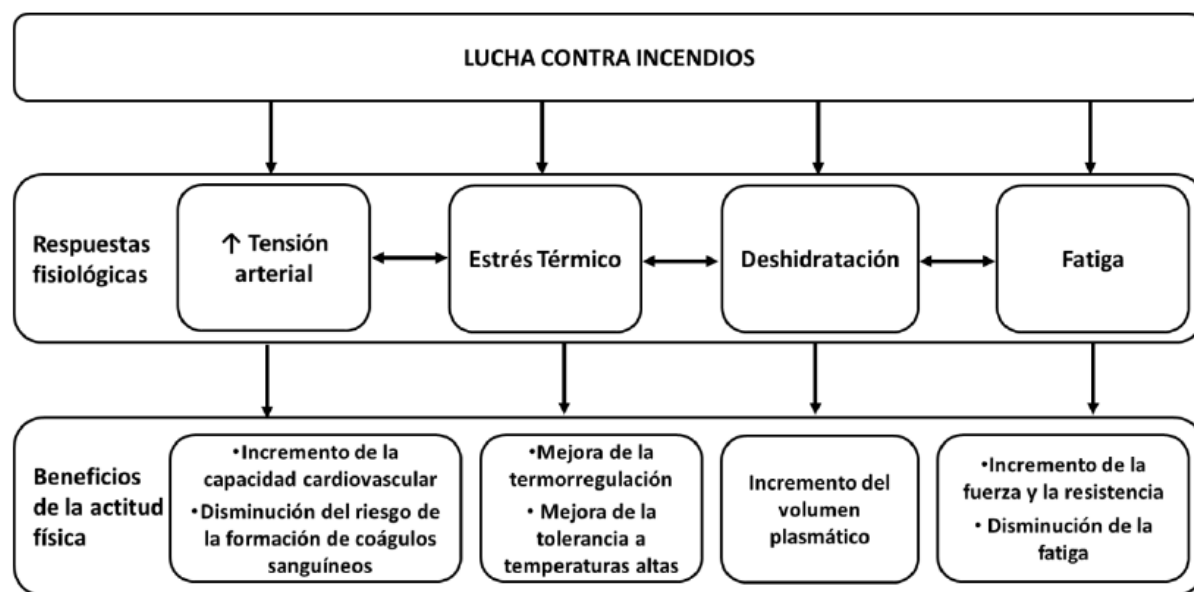 LUCHA CONTRA INCENDIOS
Respuestas
fisiológicas
↑ Tensión
arterial
Estrés Térmico
Deshidratación
Fatiga
Beneficios
de la actitud
física
•Incremento de la
capacidad cardiovascular
•Disminución del riesgo de
la formación de coágulos
sanguíneos
•Mejora de la
termorregulación
• Mejora de la
tolerancia a
temperaturas altas
Incremento del
volumen
plasmático
•Incremento de la
fuerza y la resistencia
• Disminución de la
fatiga